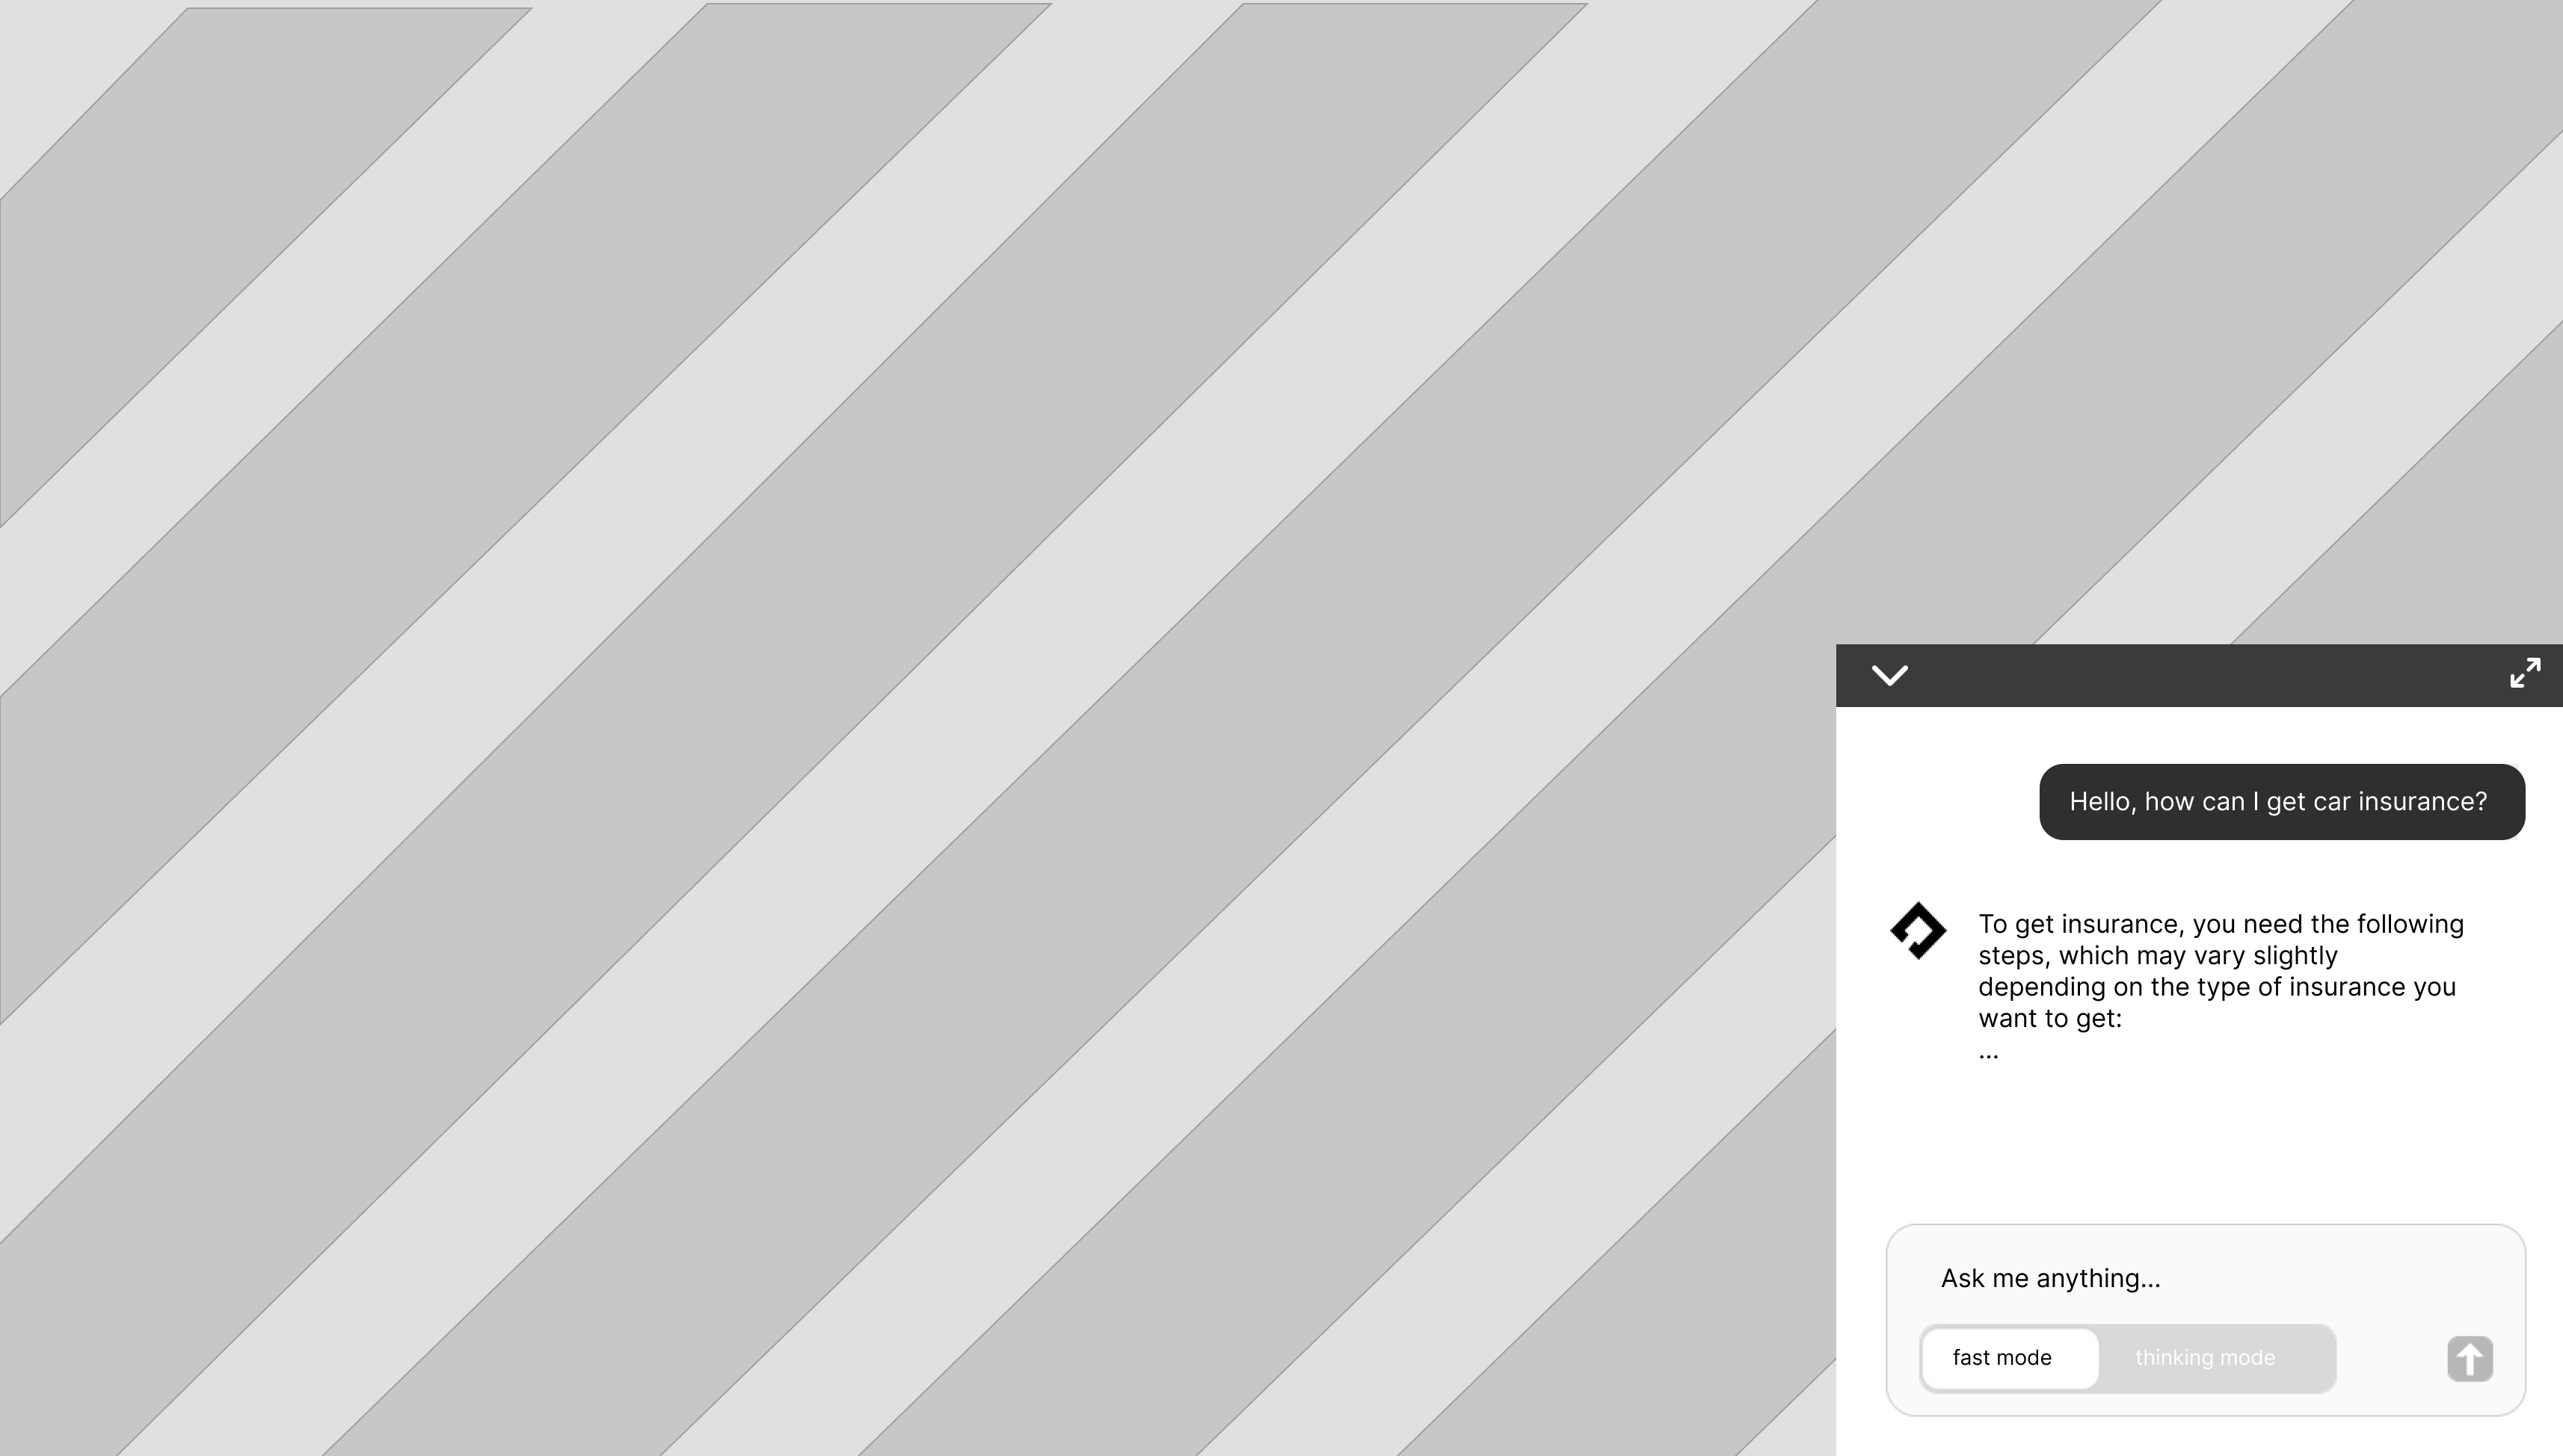 Hello, how can I get car insurance?
To get insurance, you need the following
steps, which may vary slightly
depending on the type of insurance you
want to get:
...
Ask me anything...
fast mode
thinking mode